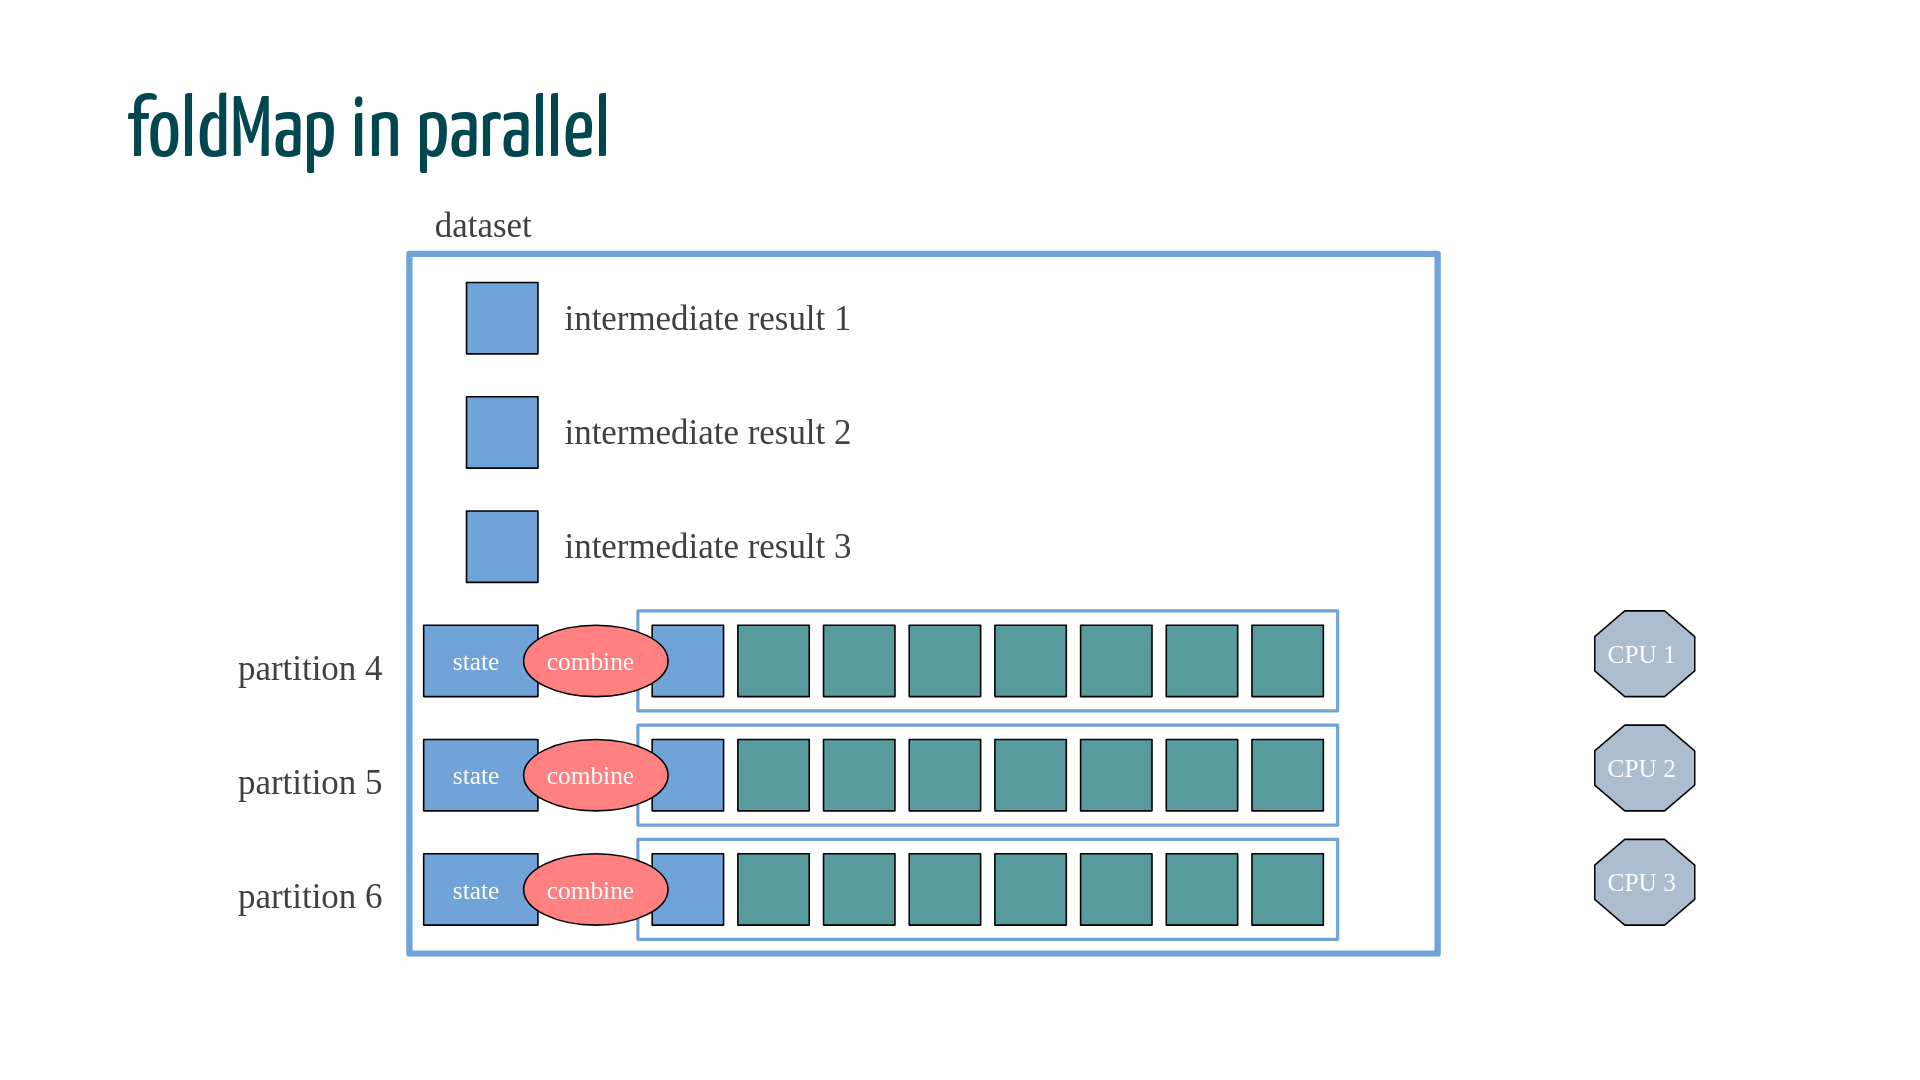 foldMap in parallel
dataset
intermediate result 1
intermediate result 2
intermediate result 3
partition 4 state combine CPU 1
partition 5 state combine CPU 2
partition 6 state combine CPU 3